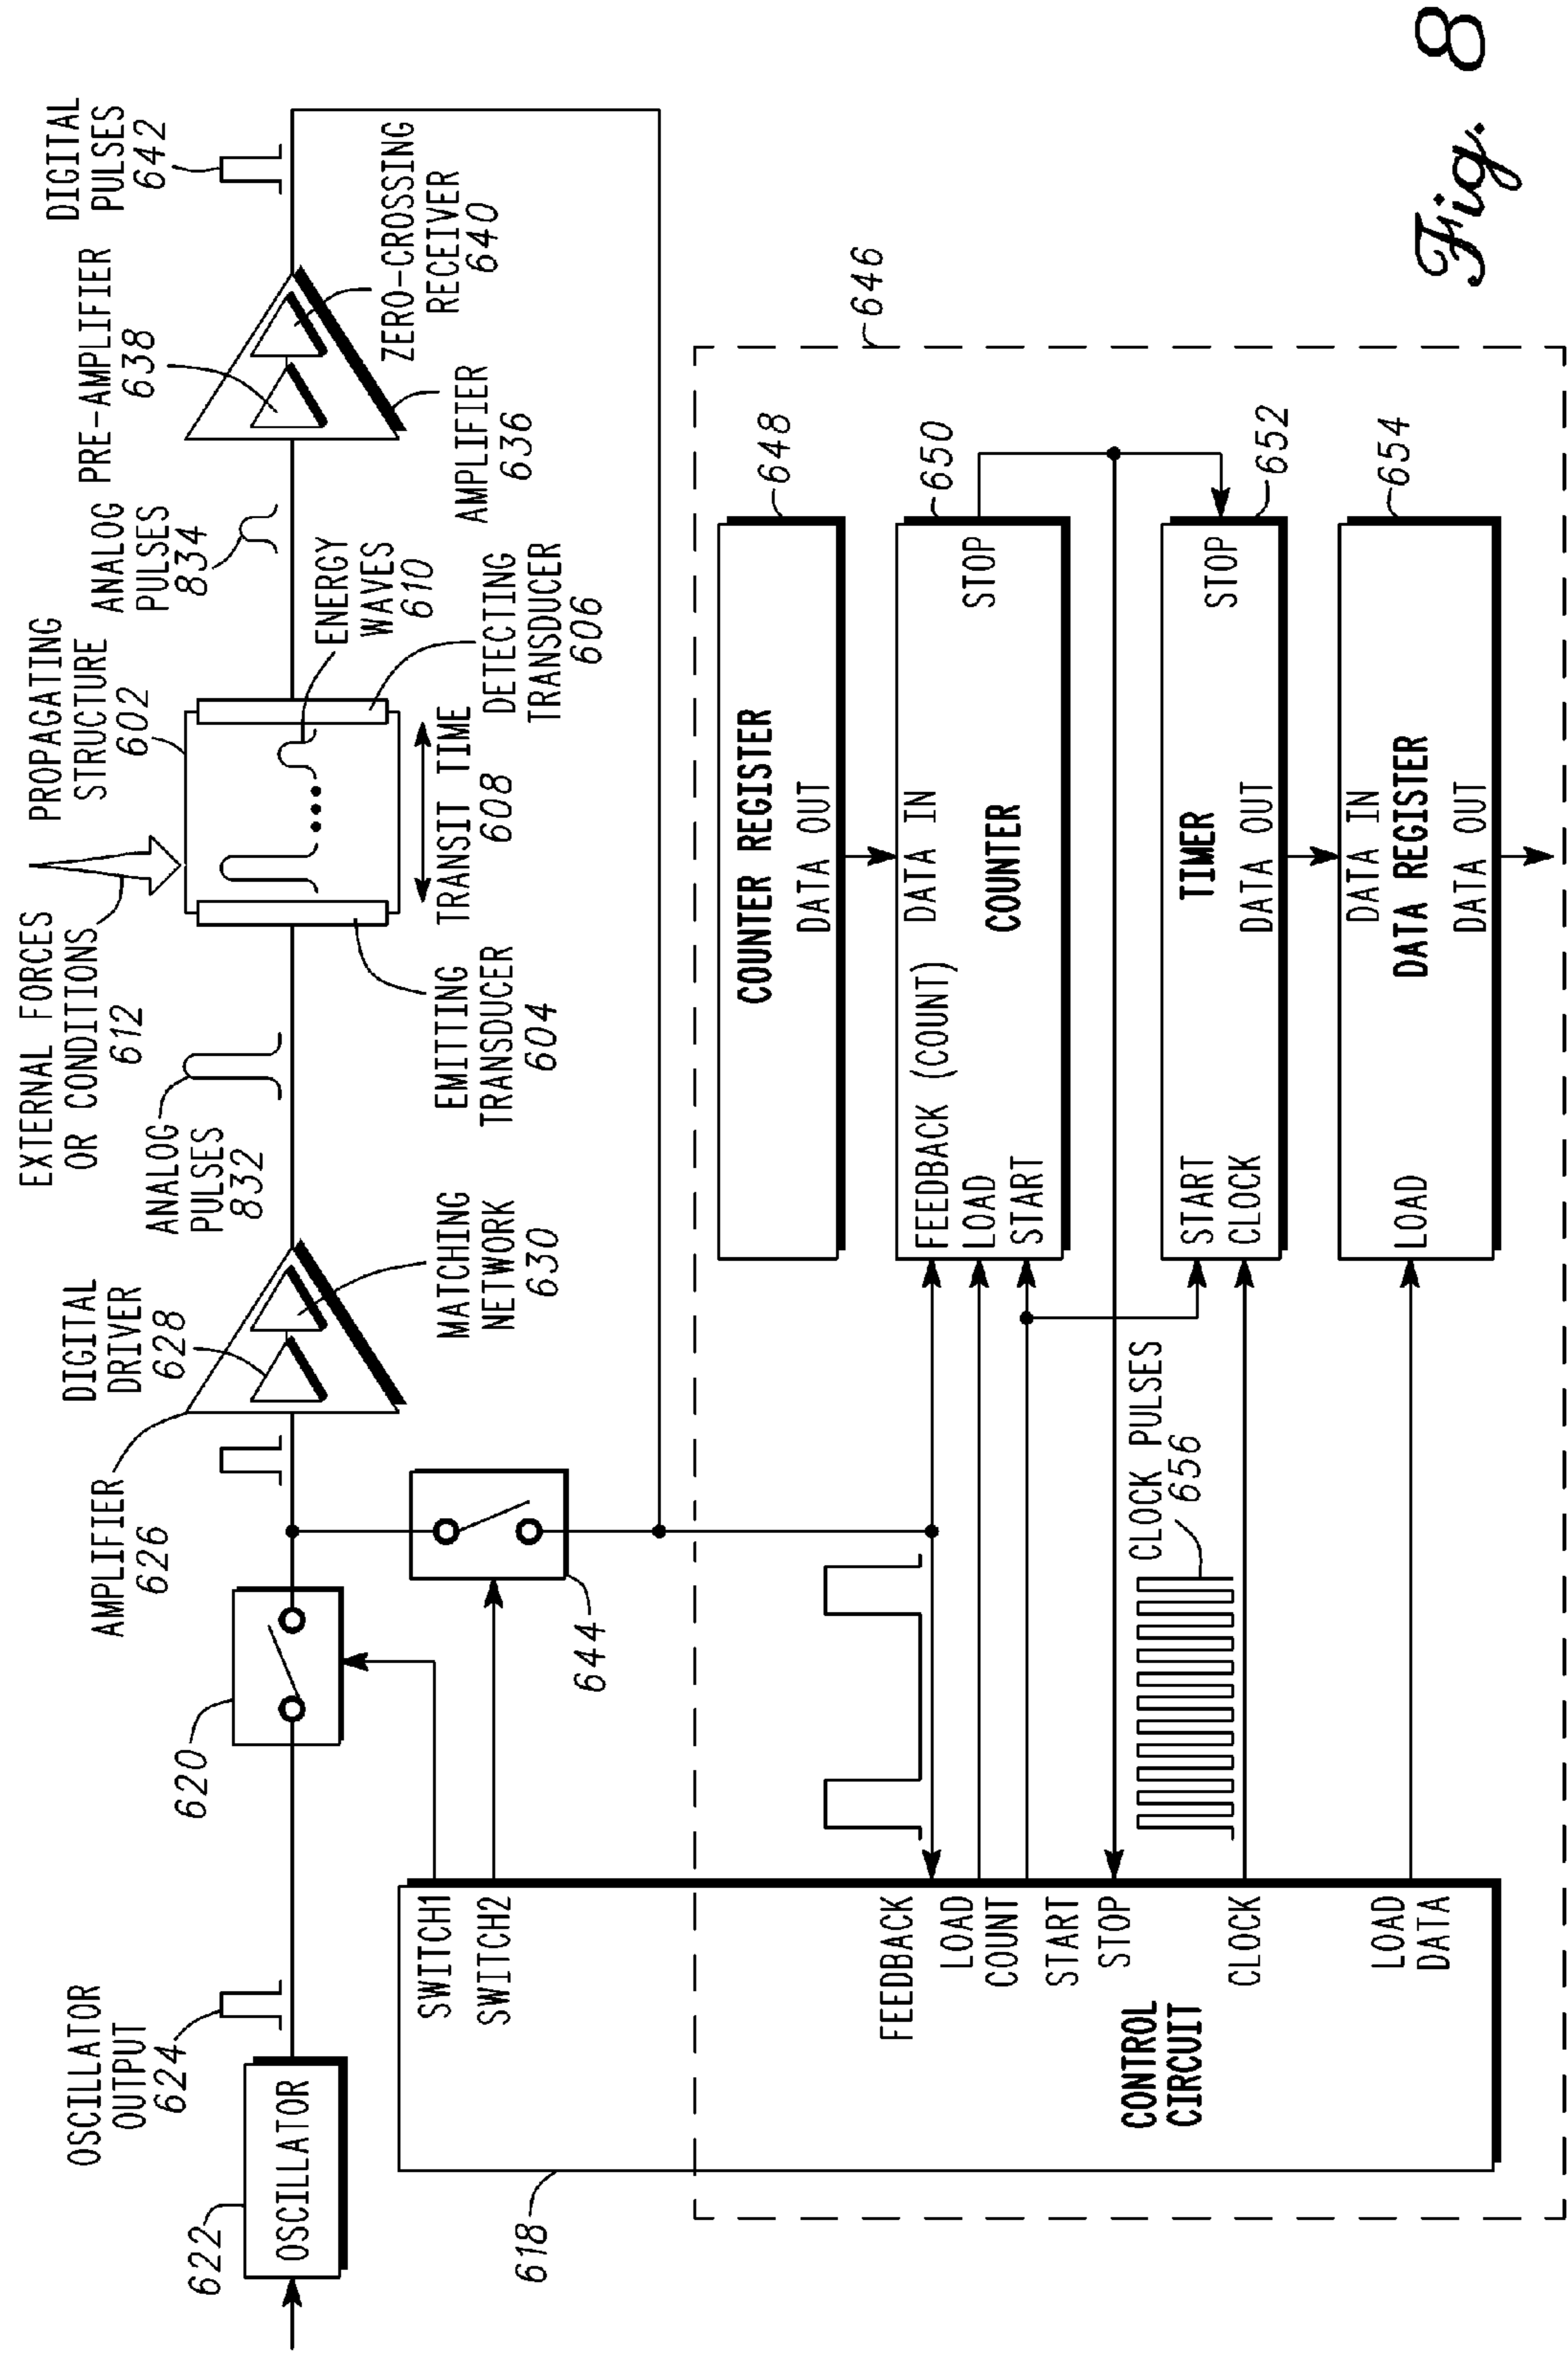 EXTERNAL FORCES
OR CONDITIONS
612
PROPAGATING
STRUCTURE
602
DIGITAL
PULSES
642
PRE-AMPLIFIER
638
ANALOG
PULSES
834
ANALOG
PULSES
832
DIGITAL
DRIVER
628
AMPLIFIER
626
OSCILLATOR
OUTPUT
624
622
OSCILLATOR
620
MATCHING
NETWORK
630
EMITTING
TRANSDUCER
604
TRANSIT TIME
608
ENERGY
WAVES
610
DETECTING
TRANSDUCER
606
AMPLIFIER
636
ZERO-CROSSING
RECEIVER
640
644
618
SWITCH1
SWITCH2
FEEDBACK
LOAD
COUNT
START
STOP
CLOCK
LOAD
DATA
CONTROL
CIRCUIT
646
COUNTER REGISTER
DATA OUT
648
FEEDBACK (COUNT)
DATA IN
LOAD
START
COUNTER
STOP
650
CLOCK PULSES
656
TIMER
START
CLOCK
DATA OUT
STOP
652
DATA IN
LOAD
DATA REGISTER
DATA OUT
654
Fig. 8